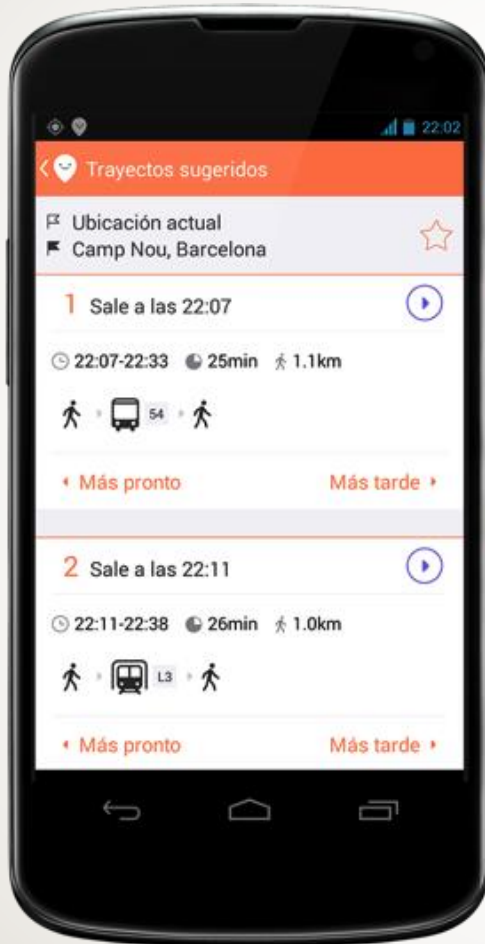 22:02
Trayectos sugeridos
Ubicación actual
Camp Nou, Barcelona
1 Sale a las 22:07
22:07-22:33 25min 1.1km
54
Más pronto Más tarde
2 Sale a las 22:11
22:11-22:38 26min 1.0km
L3
Más pronto Más tarde